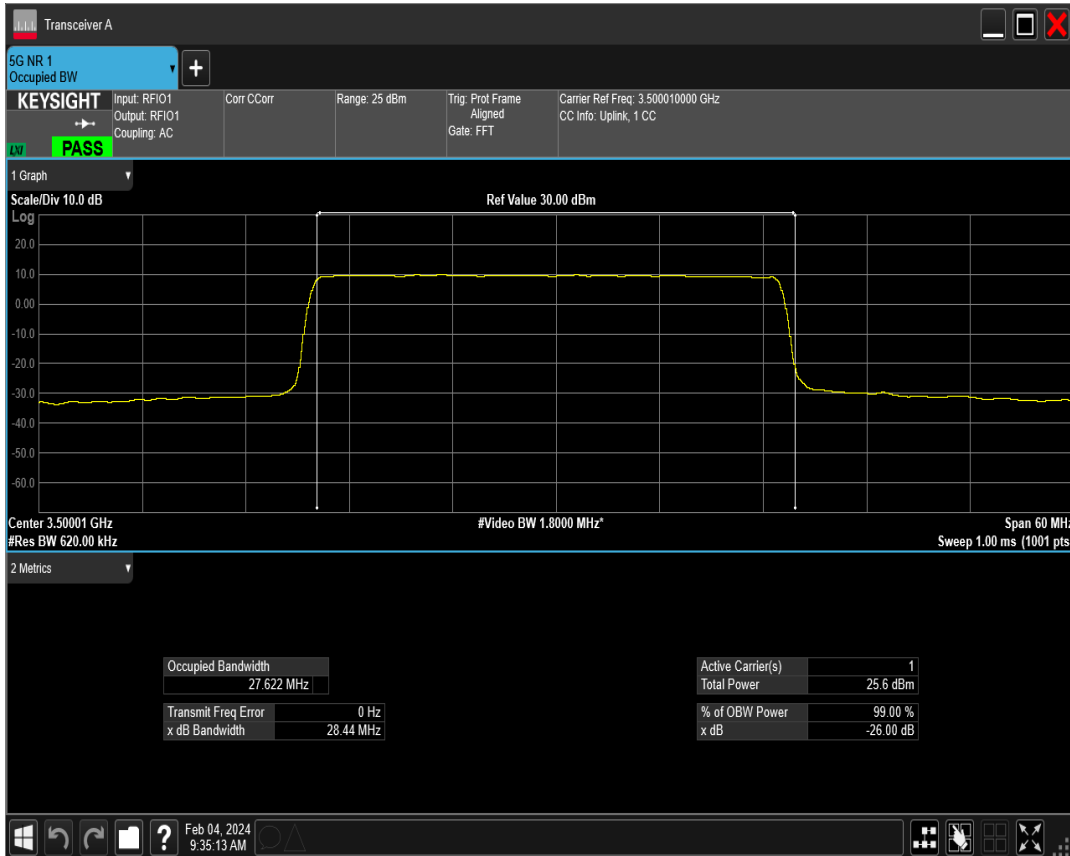 Transceiver A
5G NR 1
Occupied BW
KEYSIGHT
LXI
PASS
Input: RFIO1
Output: RFIO1
Coupling: AC
Corr CCorr
Range: 25 dBm
Trig: Prot Frame
Aligned
Gate: FFT
Carrier Ref Freq: 3.500010000 GHz
CC Info: Uplink, 1 CC
1 Graph
Scale/Div 10.0 dB
Ref Value 30.00 dBm
Log
20.0
10.0
0.00
-10.0
-20.0
-30.0
-40.0
-50.0
-60.0
Center 3.50001 GHz
#Video BW 1.8000 MHz*
Span 60 MHz
#Res BW 620.00 kHz
Sweep 1.00 ms (1001 pts
2 Metrics
Occupied Bandwidth
27.622 MHz
Transmit Freq Error 0 Hz
x dB Bandwidth 28.44 MHz
Active Carrier(s) 1
Total Power 25.6 dBm
% of OBW Power 99.00 %
x dB -26.00 dB
?
Feb 04, 2024
9:35:13 AM